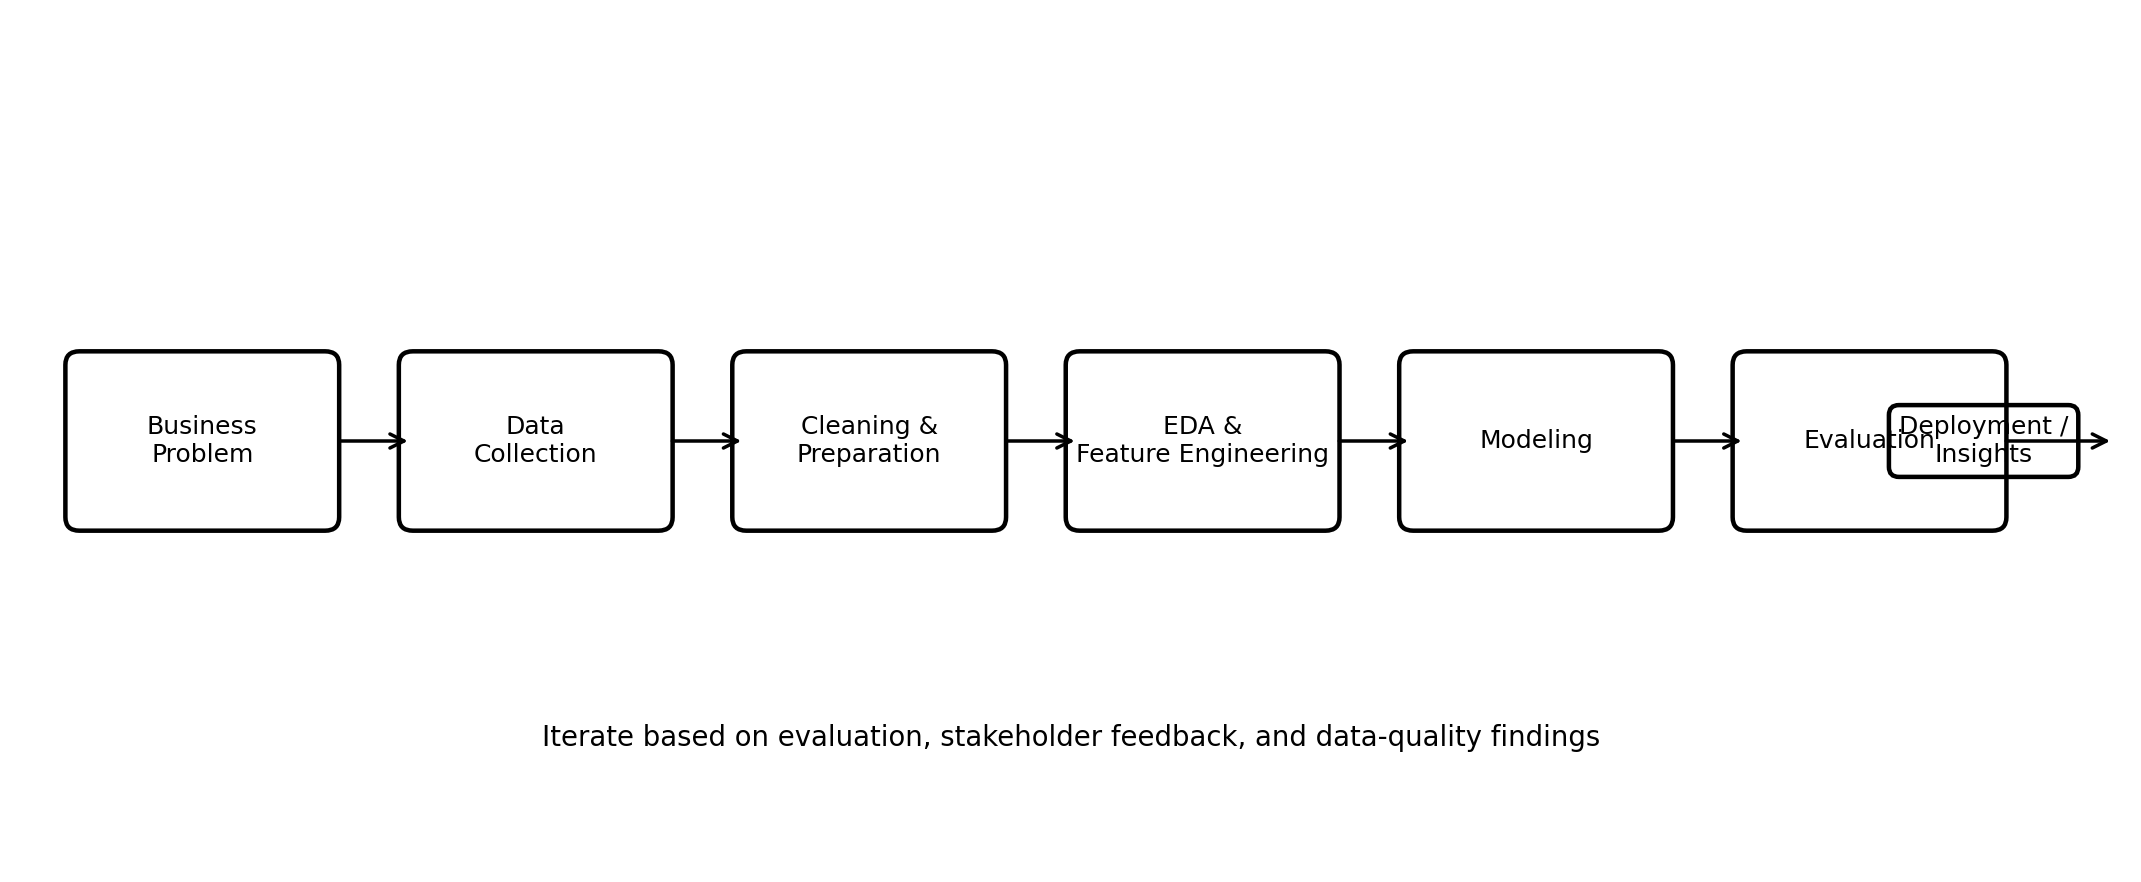 Business
Problem
Data
Collection
Cleaning &
Preparation
EDA &
Feature Engineering
Modeling
Evaluation
Deployment /
Insights
Iterate based on evaluation, stakeholder feedback, and data-quality findings